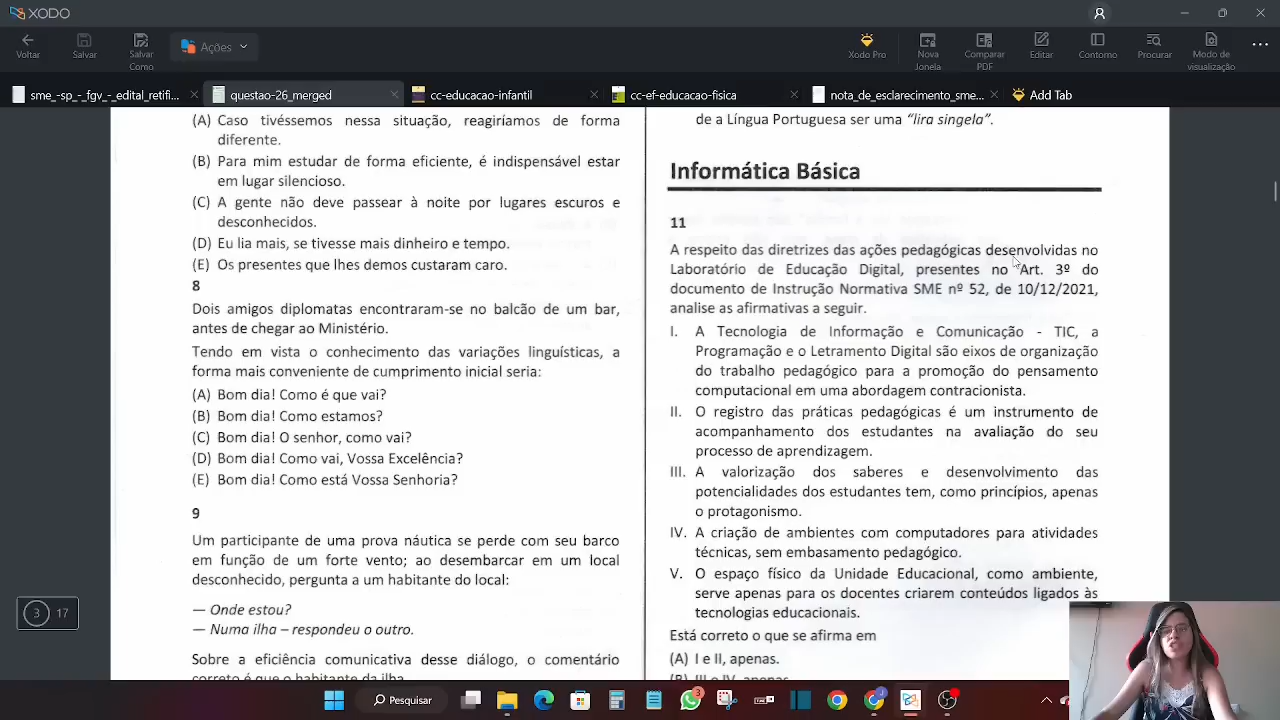 XODO
Voltar
Salvar
Salvar Como
Ações
Xodo Pro
Nova Janela
Comparar PDF
Editar
Contorno
Procurar
Modo de visualização
sme_-sp_-_fgv_-_edital_retifi...
questao-26_merged
cc-educacao-infantil
cc-ef-educacao-fisica
nota_de_esclarecimento_sme...
Add Tab
(A) Caso tivéssemos nessa situação, reagiríamos de forma
diferente.
(B) Para mim estudar de forma eficiente, é indispensável estar
em lugar silencioso.
(C) A gente não deve passear à noite por lugares escuros e
desconhecidos.
(D) Eu lia mais, se tivesse mais dinheiro e tempo.
(E) Os presentes que lhes demos custaram caro.
8
Dois amigos diplomatas encontraram-se no balcão de um bar,
antes de chegar ao Ministério.
Tendo em vista o conhecimento das variações linguísticas, a
forma mais conveniente de cumprimento inicial seria:
(A) Bom dia! Como é que vai?
(B) Bom dia! Como estamos?
(C) Bom dia! O senhor, como vai?
(D) Bom dia! Como vai, Vossa Excelência?
(E) Bom dia! Como está Vossa Senhoria?
9
Um participante de uma prova náutica se perde com seu barco
em função de um forte vento; ao desembarcar em um local
desconhecido, pergunta a um habitante do local:
— Onde estou?
— Numa ilha – respondeu o outro.
Sobre a eficiência comunicativa desse diálogo, o comentário
correto é que o habitante da ilha
de a Língua Portuguesa ser uma “lira singela”.
Informática Básica
11
A respeito das diretrizes das ações pedagógicas desenvolvidas no
Laboratório de Educação Digital, presentes no Art. 3º do
documento de Instrução Normativa SME nº 52, de 10/12/2021,
analise as afirmativas a seguir.
I. A Tecnologia de Informação e Comunicação - TIC, a
Programação e o Letramento Digital são eixos de organização
do trabalho pedagógico para a promoção do pensamento
computacional em uma abordagem contracionista.
II. O registro das práticas pedagógicas é um instrumento de
acompanhamento dos estudantes na avaliação do seu
processo de aprendizagem.
III. A valorização dos saberes e desenvolvimento das
potencialidades dos estudantes tem, como princípios, apenas
o protagonismo.
IV. A criação de ambientes com computadores para atividades
técnicas, sem embasamento pedagógico.
V. O espaço físico da Unidade Educacional, como ambiente,
serve apenas para os docentes criarem conteúdos ligados às
tecnologias educacionais.
Está correto o que se afirma em
(A) I e II, apenas.
(B) III e IV, apenas.
3 17
Pesquisar
3